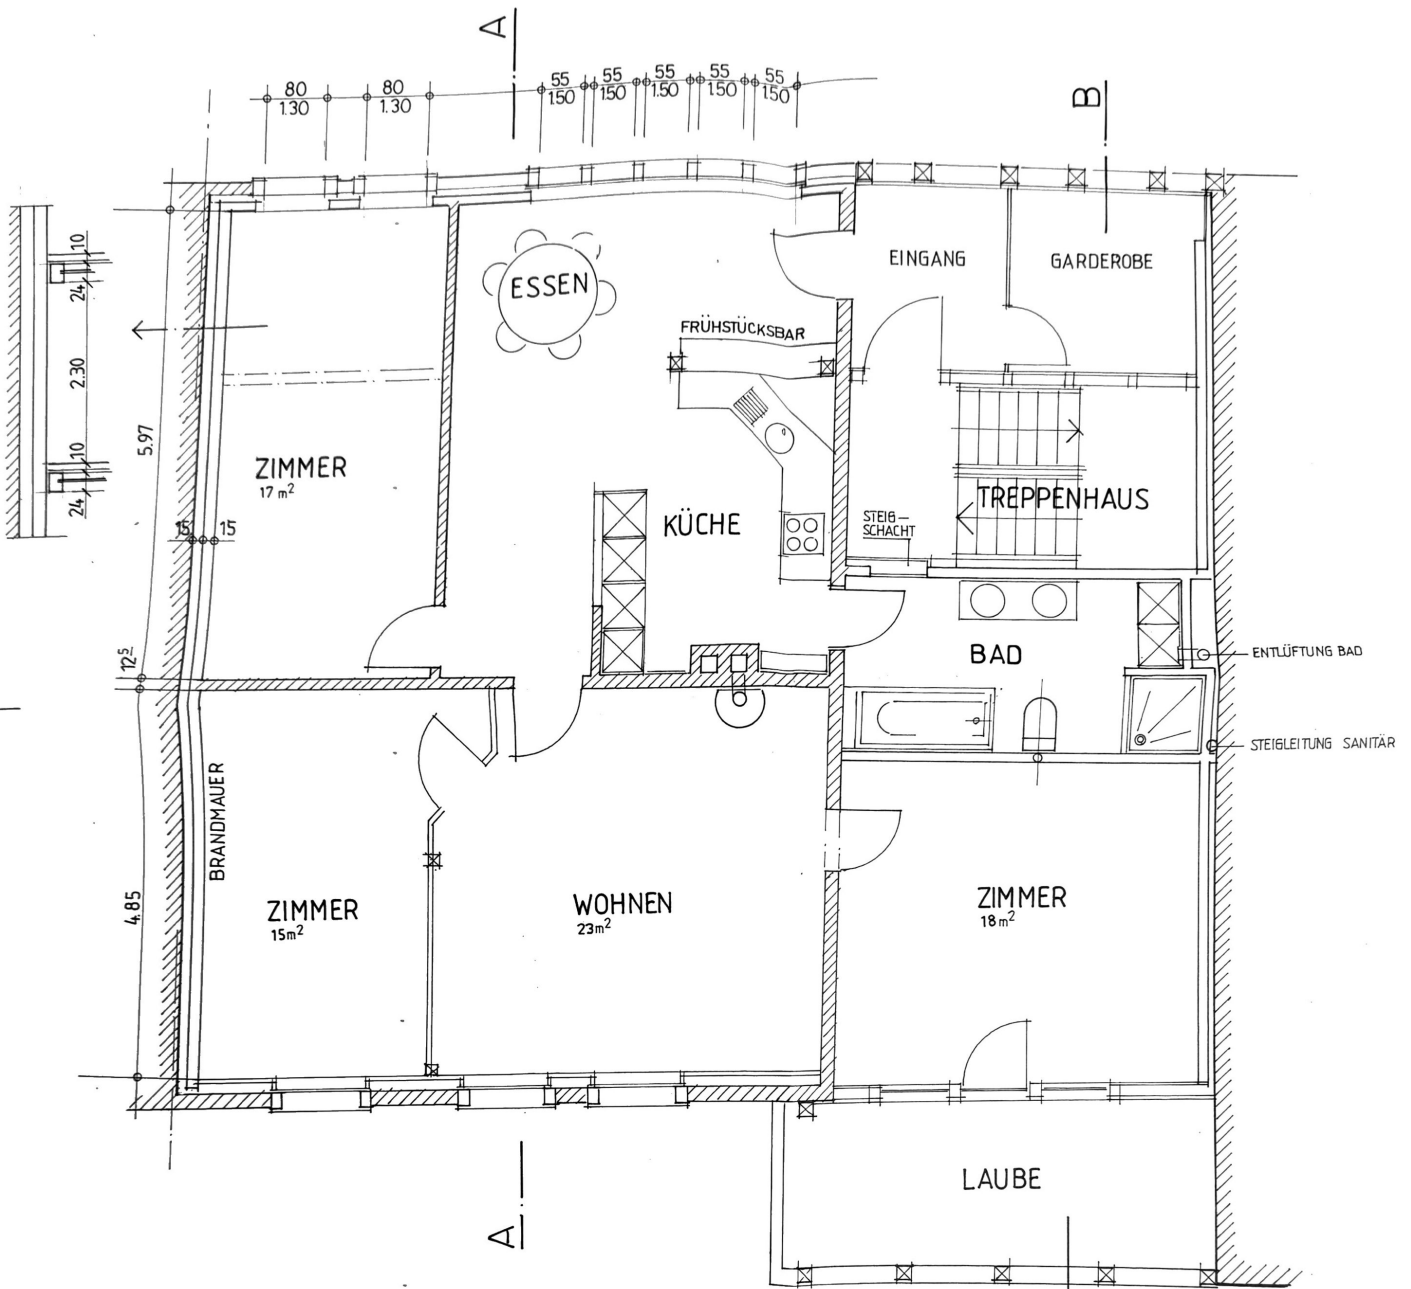 A
80
1.30
80
1.30
55
1.50
55
1.50
55
1.50
55
1.50
55
1.50
B
EINGANG
GARDEROBE
ESSEN
FRÜHSTÜCKSBAR
10
24
2.30
10
24
5.97
ZIMMER
17 m²
15
15
KÜCHE
STEIG-
SCHACHT
TREPPENHAUS
12⁵
BAD
ENTLÜFTUNG BAD
STEIGLEITUNG SANITÄR
BRANDMAUER
4.85
ZIMMER
15m²
WOHNEN
23m²
ZIMMER
18m²
LAUBE
A